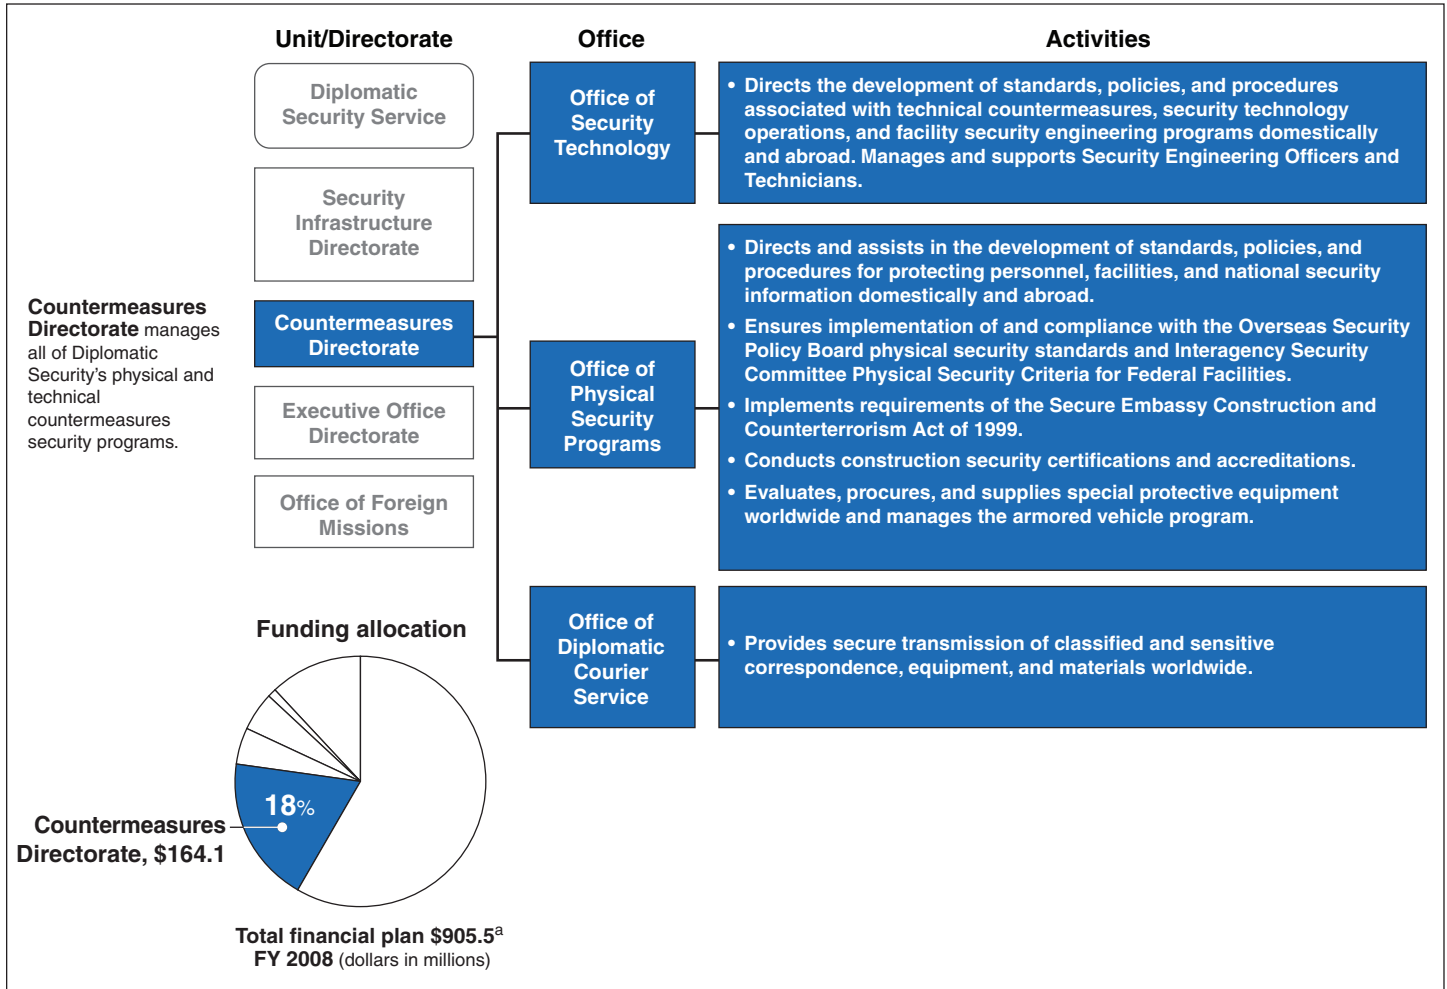 Unit/Directorate
Office
Activities
Diplomatic
Security Service
Security
Infrastructure
Directorate
Countermeasures
Directorate
Executive Office
Directorate
Office of Foreign
Missions
Countermeasures
Directorate manages
all of Diplomatic
Security's physical and
technical
countermeasures
security programs.
Office of
Security
Technology
• Directs the development of standards, policies, and procedures
associated with technical countermeasures, security technology
operations, and facility security engineering programs domestically
and abroad. Manages and supports Security Engineering Officers and
Technicians.
Office of
Physical
Security
Programs
• Directs and assists in the development of standards, policies, and
procedures for protecting personnel, facilities, and national security
information domestically and abroad.
• Ensures implementation of and compliance with the Overseas Security
Policy Board physical security standards and Interagency Security
Committee Physical Security Criteria for Federal Facilities.
• Implements requirements of the Secure Embassy Construction and
Counterterrorism Act of 1999.
• Conducts construction security certifications and accreditations.
• Evaluates, procures, and supplies special protective equipment
worldwide and manages the armored vehicle program.
Office of
Diplomatic
Courier
Service
• Provides secure transmission of classified and sensitive
correspondence, equipment, and materials worldwide.
Funding allocation
18%
Countermeasures
Directorate, $164.1
Total financial plan $905.5a
FY 2008 (dollars in millions)